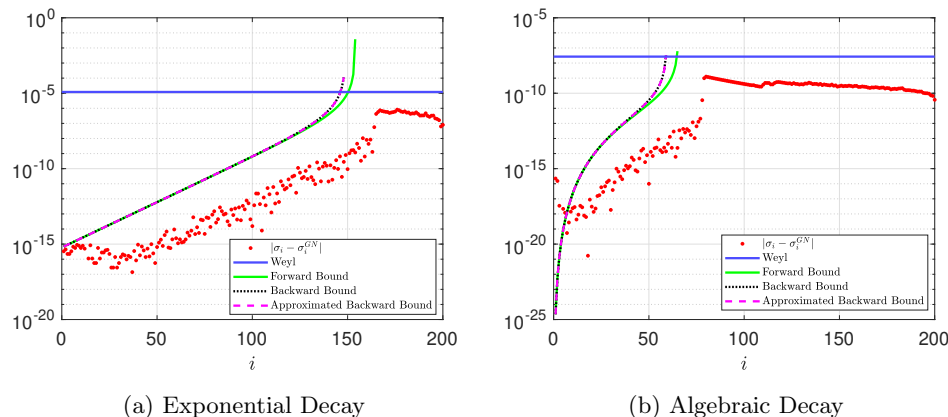 10^0
10^-5
10^-10
10^-15
10^-20
0 50 100 150 200
i
|σ_i − σ_i^{GN}|
Weyl
Forward Bound
Backward Bound
Approximated Backward Bound
(a) Exponential Decay
10^-5
10^-10
10^-15
10^-20
10^-25
0 50 100 150 200
i
|σ_i − σ_i^{GN}|
Weyl
Forward Bound
Backward Bound
Approximated Backward Bound
(b) Algebraic Decay